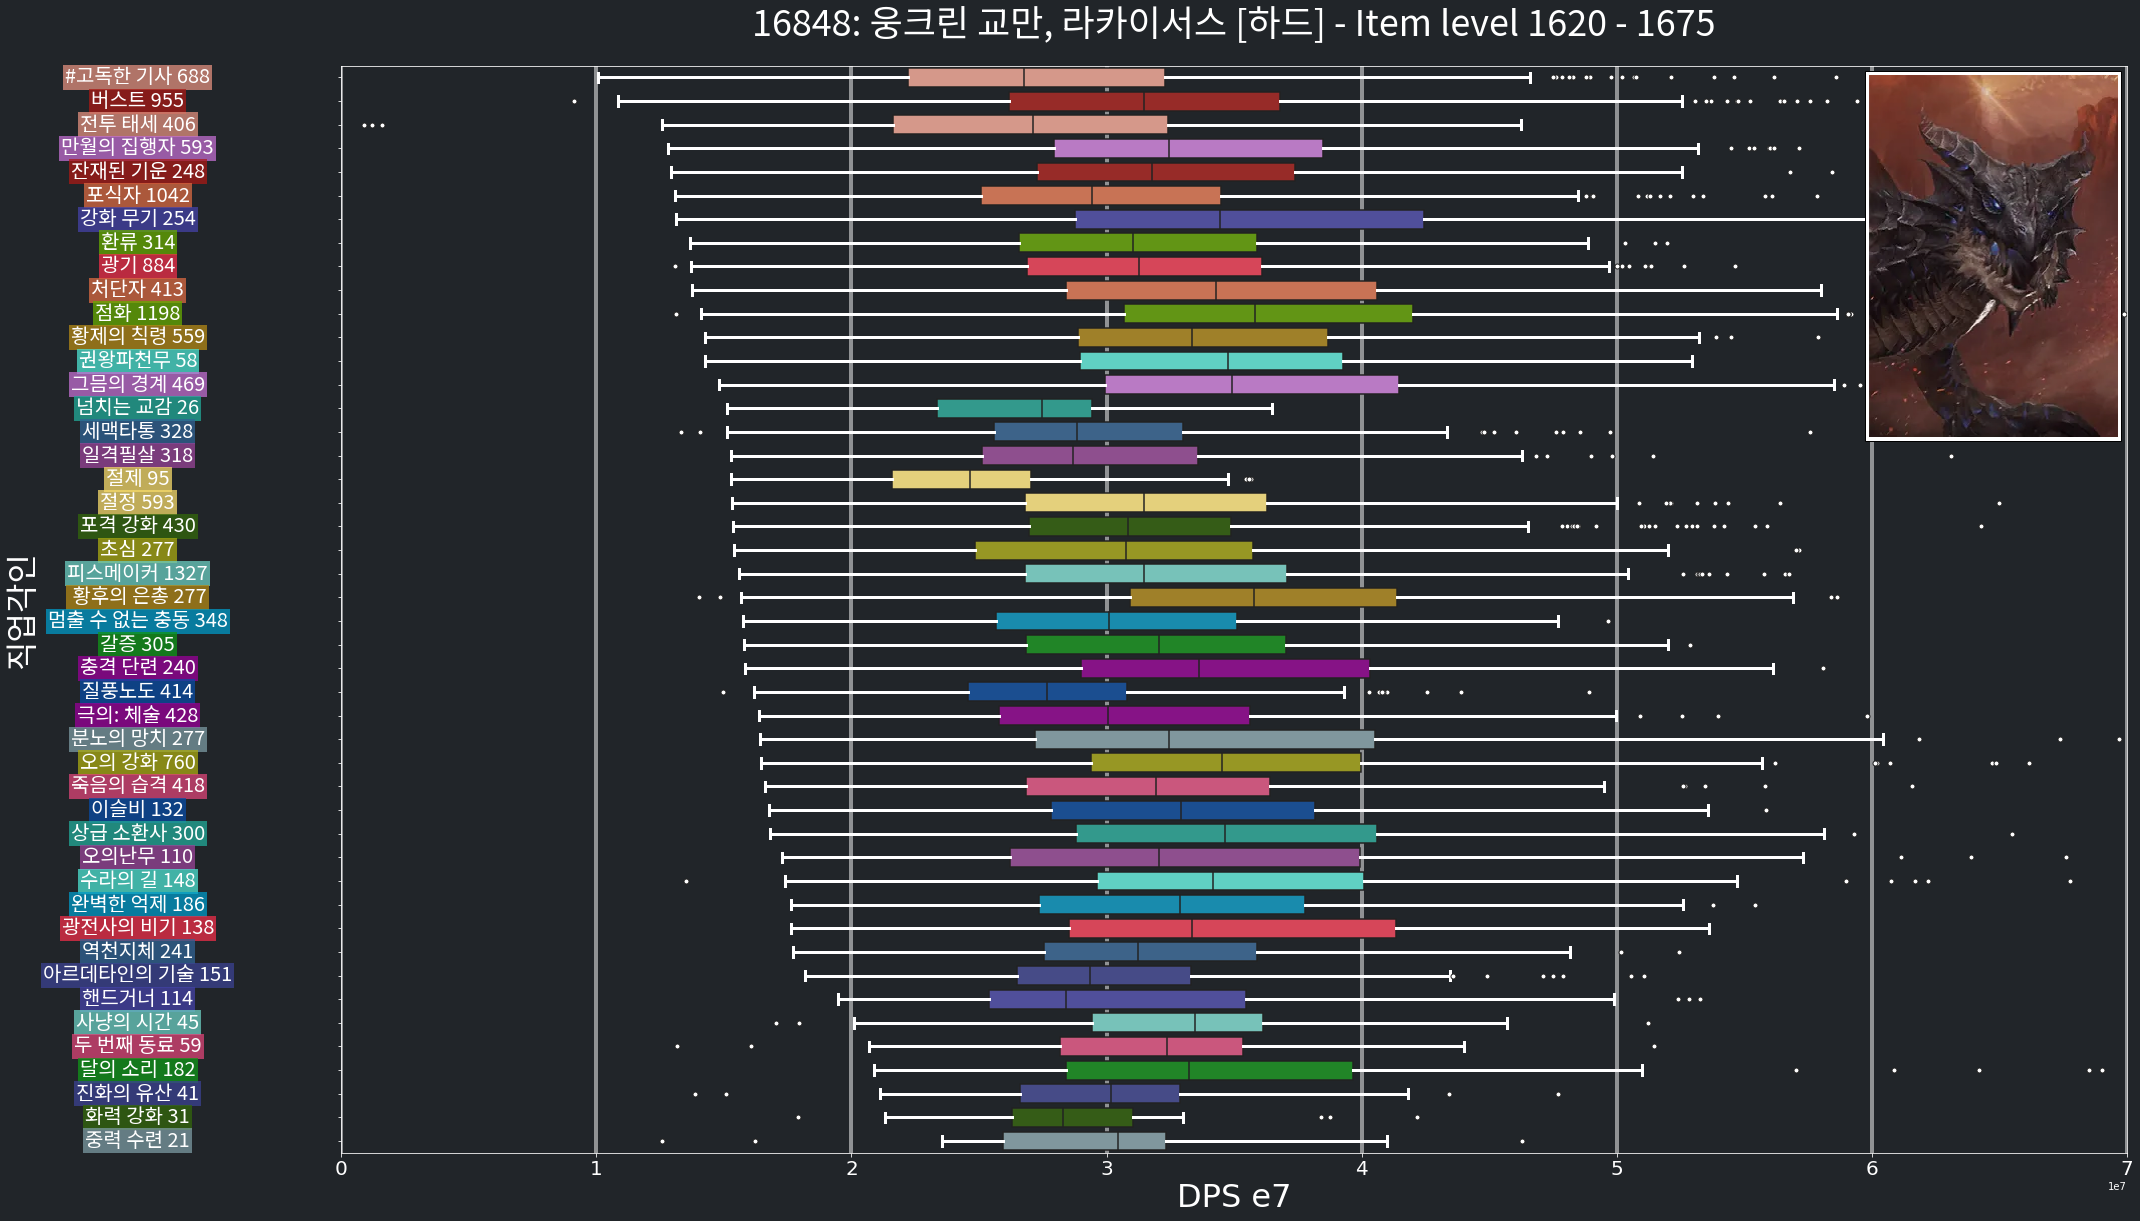 16848: 웅크린 교만, 라카이서스 [하드] - Item level 1620 - 1675
#고독한 기사 688
버스트 955
전투 태세 406
만월의 집행자 593
잔재된 기운 248
포식자 1042
강화 무기 254
환류 314
광기 884
처단자 413
점화 1198
황제의 칙령 559
권왕파천무 58
그믐의 경계 469
넘치는 교감 26
세맥타통 328
일격필살 318
절제 95
절정 593
포격 강화 430
초심 277
피스메이커 1327
황후의 은총 277
멈출 수 없는 충동 348
갈증 305
충격 단련 240
질풍노도 414
극의: 체술 428
분노의 망치 277
오의 강화 760
죽음의 습격 418
이슬비 132
상급 소환사 300
오의난무 110
수라의 길 148
완벽한 억제 186
광전사의 비기 138
역천지체 241
아르데타인의 기술 151
핸드거너 114
사냥의 시간 45
두 번째 동료 59
달의 소리 182
진화의 유산 41
화력 강화 31
중력 수련 21
직업각인
0 1 2 3 4 5 6 7
1e7
DPS e7